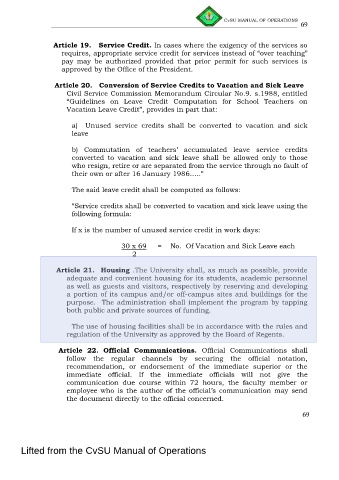 CvSU MANUAL OF OPERATIONS 69
Article 19. Service Credit. In cases where the exigency of the services so
requires, appropriate service credit for services instead of "over teaching"
pay may be authorized provided that prior permit for such services is
approved by the Office of the President.
Article 20. Conversion of Service Credits to Vacation and Sick Leave
Civil Service Commission Memorandum Circular No.9. s.1988, entitled
"Guidelines on Leave Credit Computation for School Teachers on
Vacation Leave Credit", provides in part that:
a) Unused service credits shall be converted to vacation and sick
leave
b) Commutation of teachers' accumulated leave service credits
converted to vacation and sick leave shall be allowed only to those
who resign, retire or are separated from the service through no fault of
their own or after 16 January 1986....."
The said leave credit shall be computed as follows:
"Service credits shall be converted to vacation and sick leave using the
following formula:
If x is the number of unused service credit in work days:
30 x 69 = No. Of Vacation and Sick Leave each
2
Article 21. Housing .The University shall, as much as possible, provide
adequate and convenient housing for its students, academic personnel
as well as guests and visitors, respectively by reserving and developing
a portion of its campus and/or off-campus sites and buildings for the
purpose. The administration shall implement the program by tapping
both public and private sources of funding.
The use of housing facilities shall be in accordance with the rules and
regulation of the University as approved by the Board of Regents.
Article 22. Official Communications. Official Communications shall
follow the regular channels by securing the official notation,
recommendation, or endorsement of the immediate superior or the
immediate official. If the immediate officials will not give the
communication due course within 72 hours, the faculty member or
employee who is the author of the official's communication may send
the document directly to the official concerned.
69
Lifted from the CvSU Manual of Operations